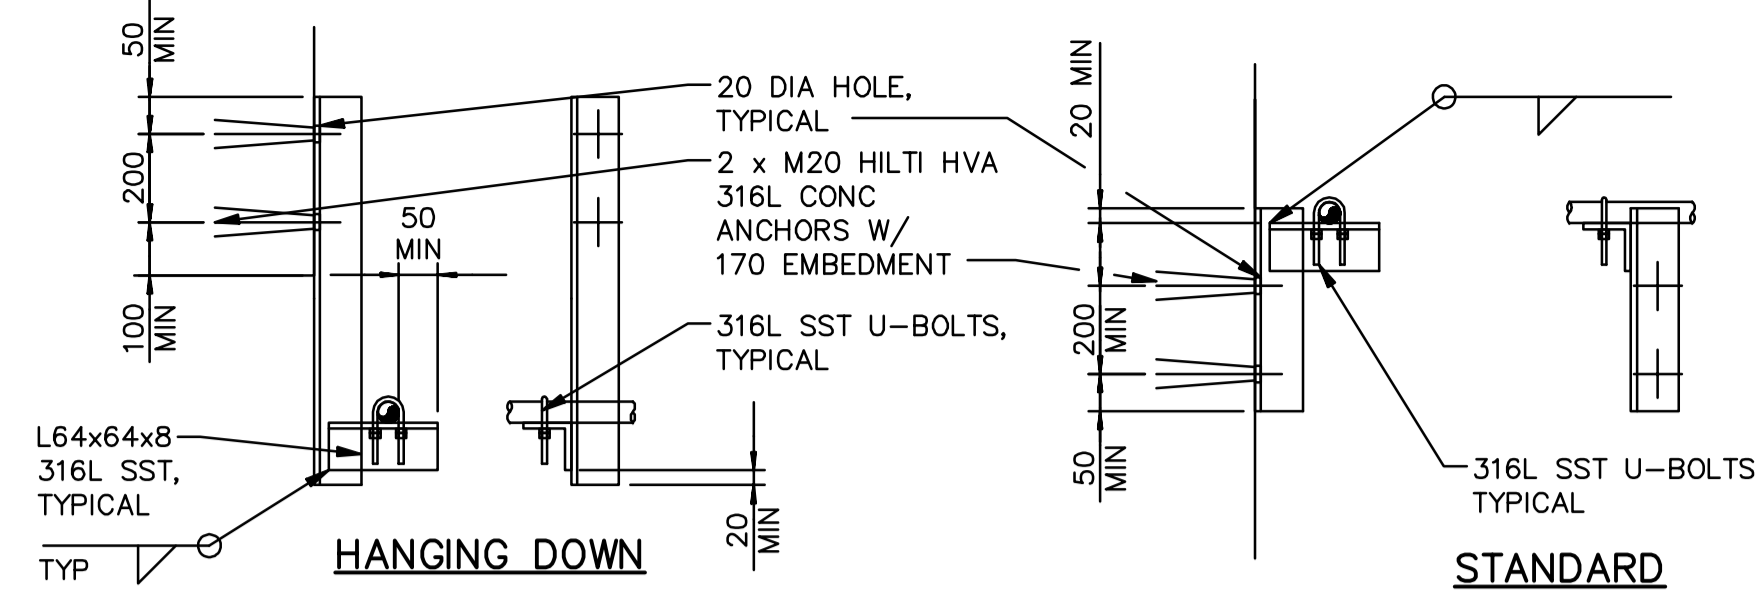 50
MIN
200
100
MIN
50
MIN
20 DIA HOLE,
TYPICAL
2 x M20 HILTI HVA
316L CONC
ANCHORS W/
170 EMBEDMENT
316L SST U-BOLTS,
TYPICAL
L64x64x8
316L SST,
TYPICAL
TYP
20
MIN
HANGING DOWN
20 MIN
200
MIN
50
MIN
316L SST U-BOLTS
TYPICAL
STANDARD